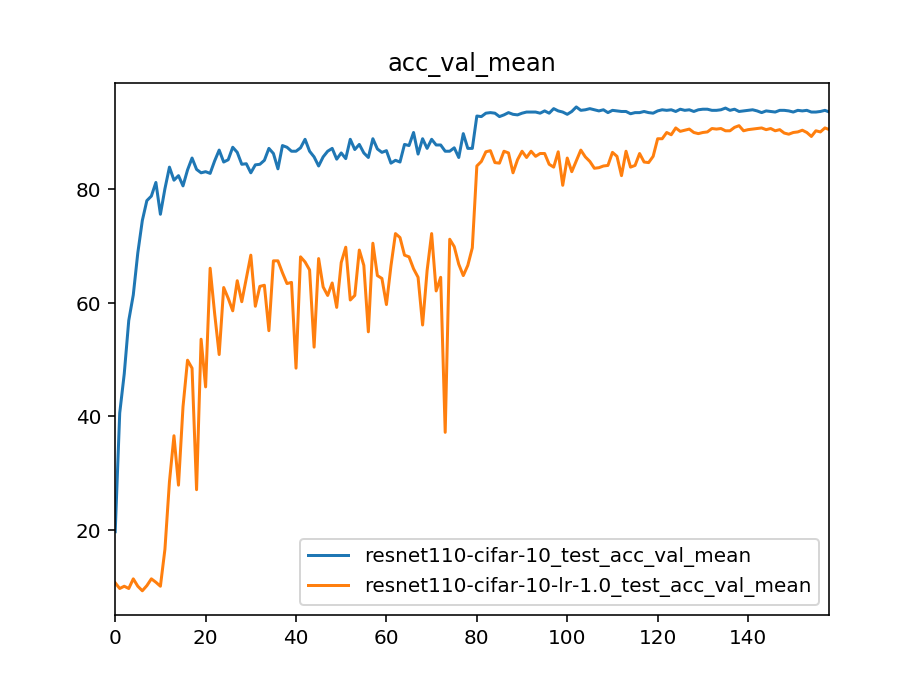 acc_val_mean
80
60
40
20
resnet110-cifar-10_test_acc_val_mean
resnet110-cifar-10-lr-1.0_test_acc_val_mean
0 20 40 60 80 100 120 140